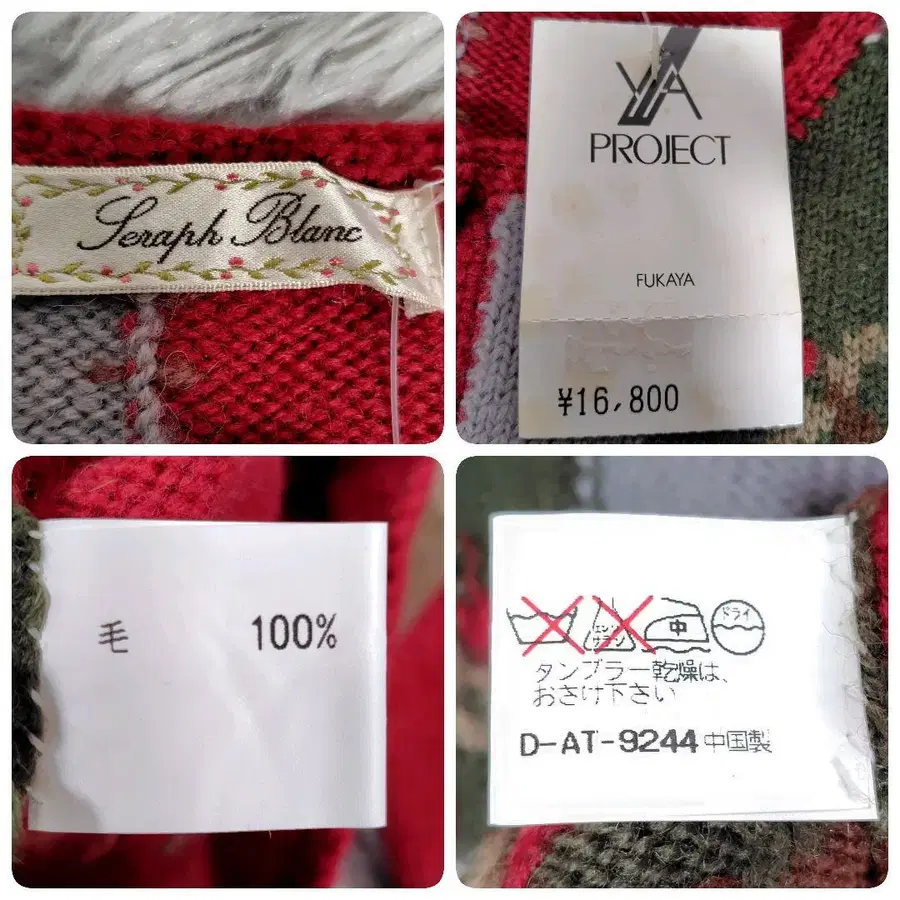 Seraph Blanc
YA
PROJECT
FUKAYA
¥16,800
毛 100%
エンソ
サラシ
中
ドライ
タンブラー乾燥は、
おさけ下さい
D-AT-9244 中国製